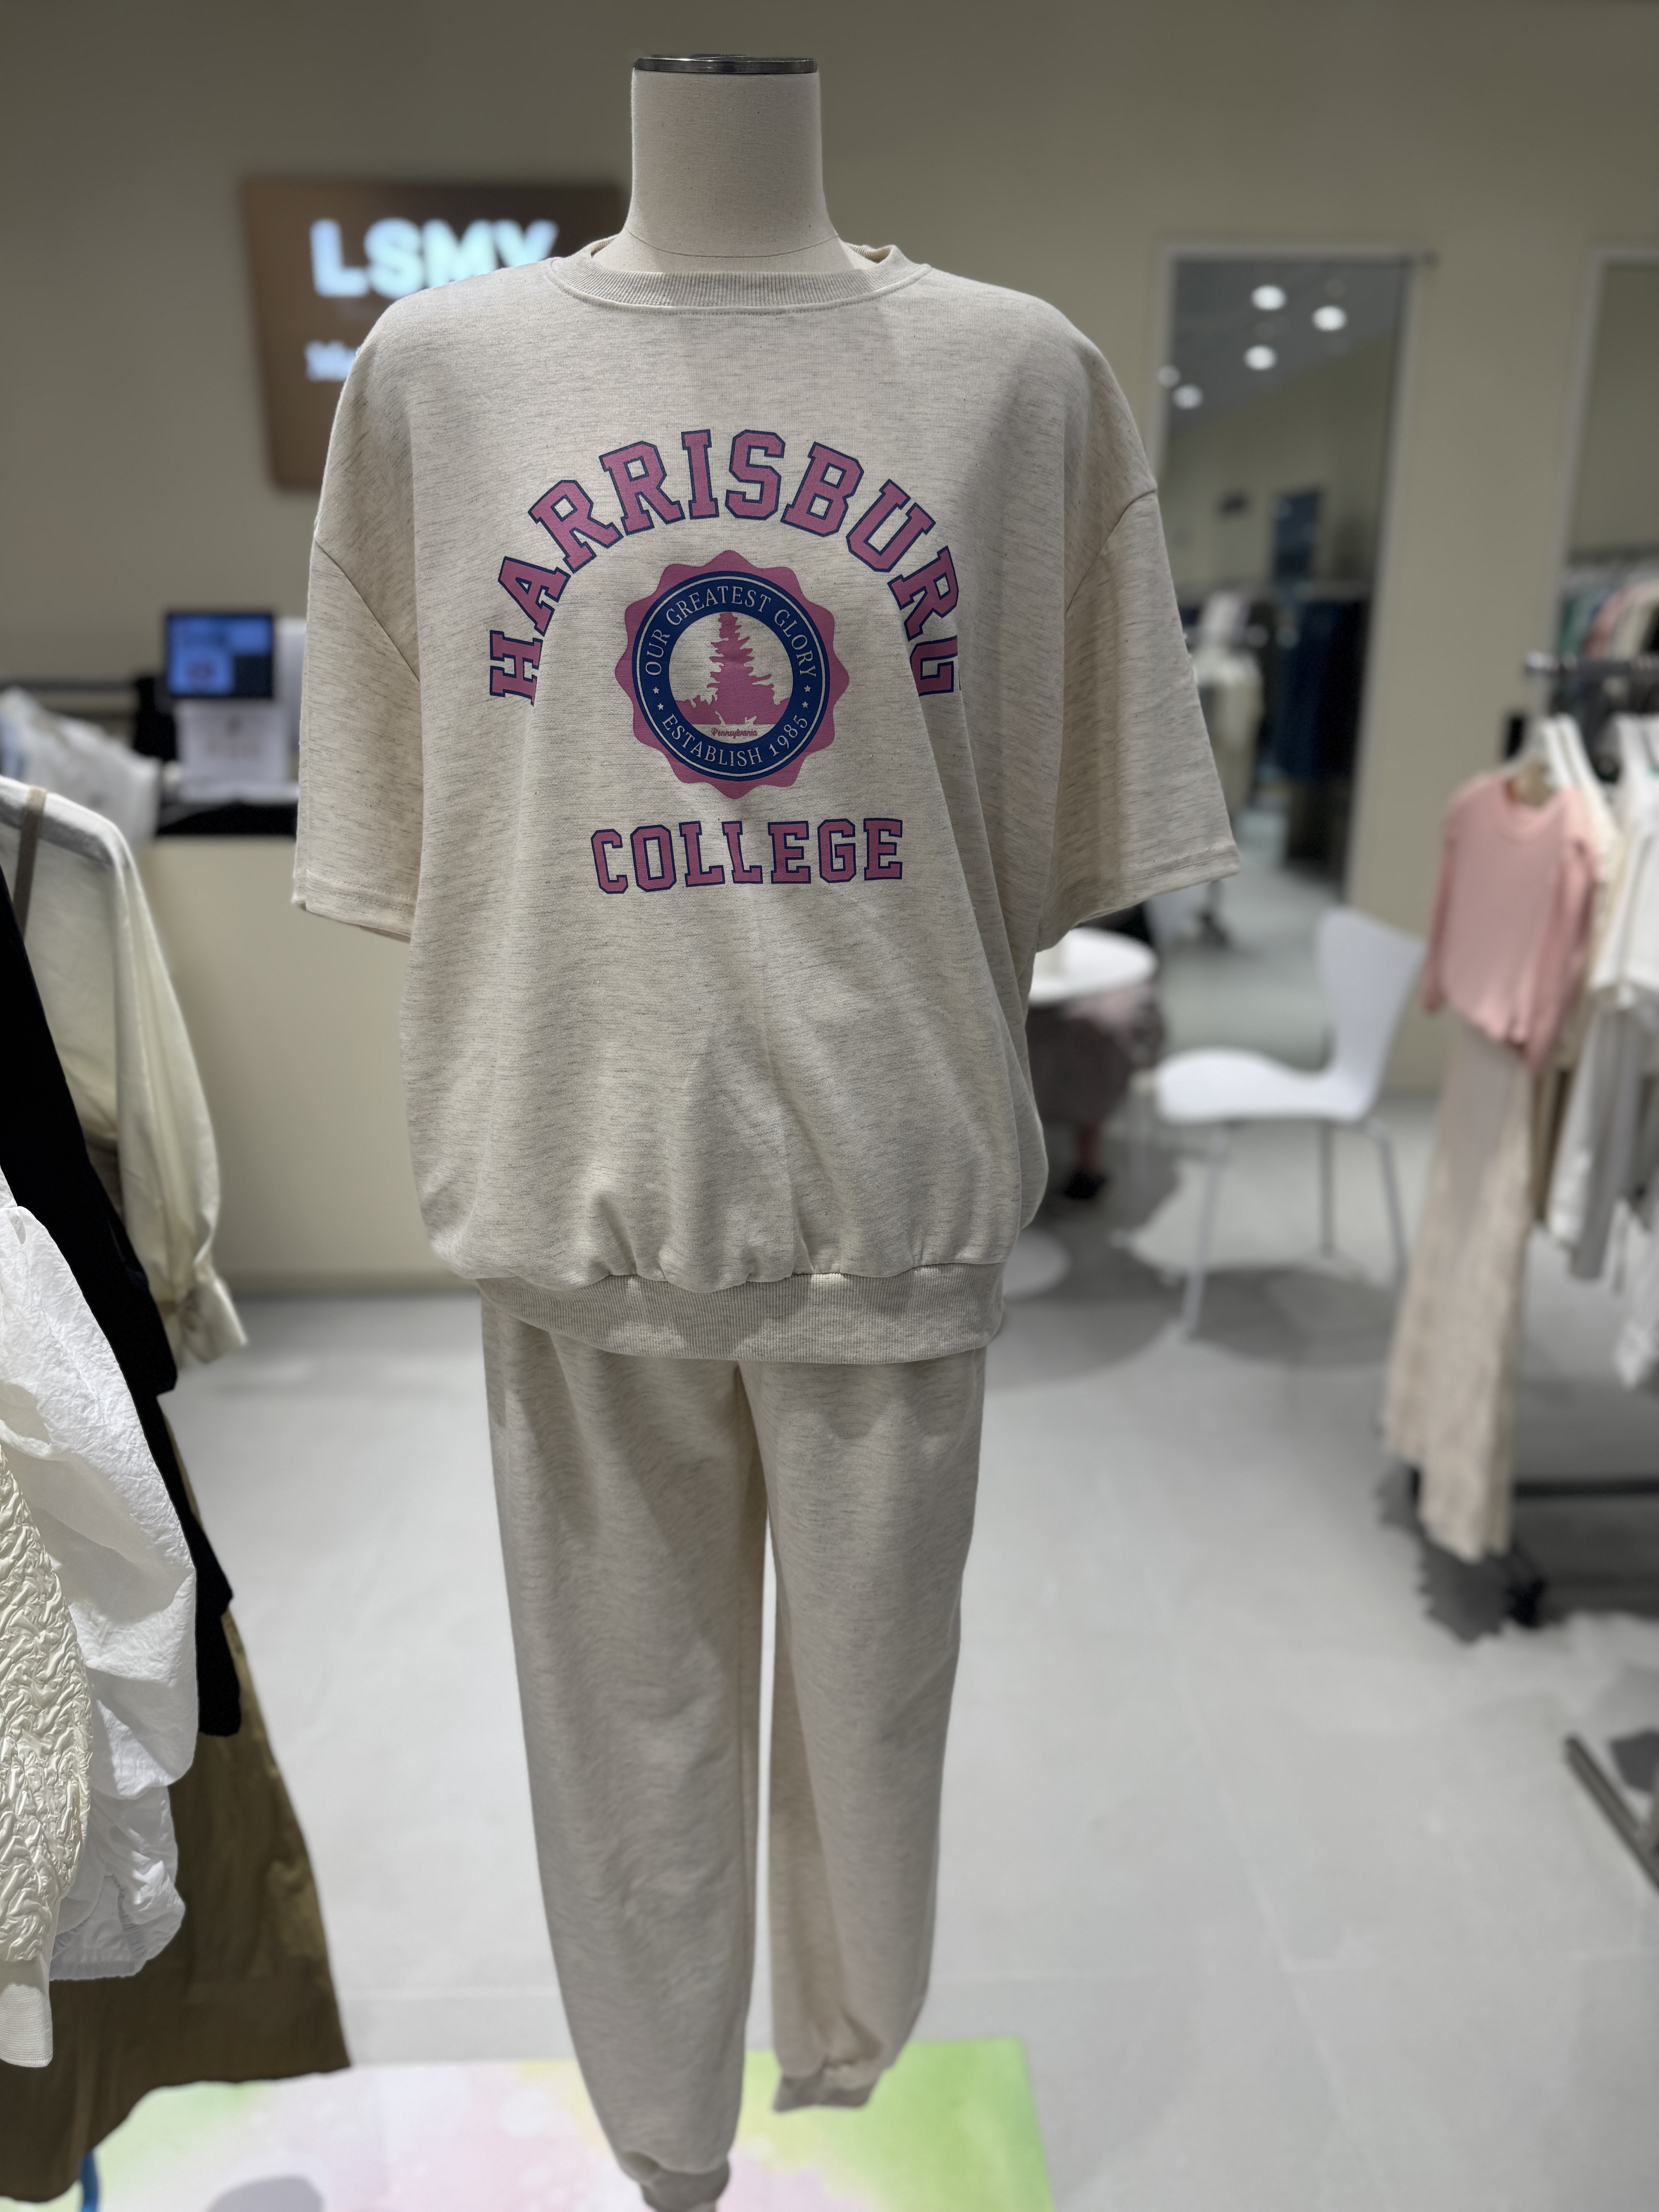 LSMY
HARRISBURG
OUR GREATEST GLORY
Pennsylvania
ESTABLISH 1985
COLLEGE